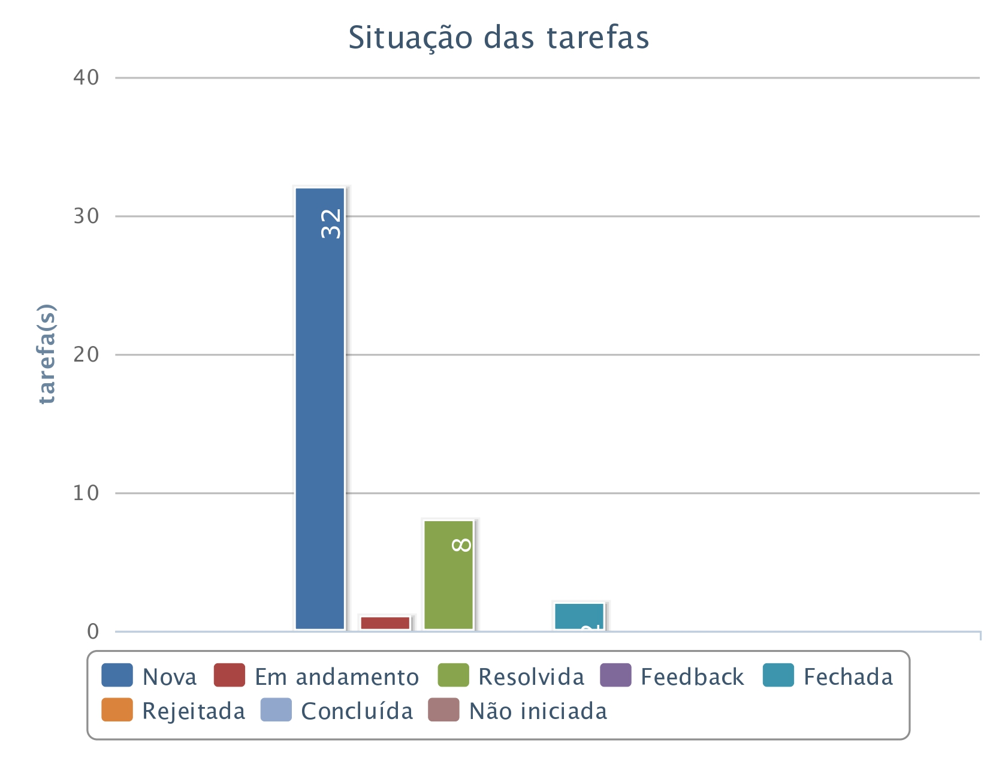 Situação das tarefas
40
30
20
10
0
tarefa(s)
32
8
2
Nova Em andamento Resolvida Feedback Fechada
Rejeitada Concluída Não iniciada